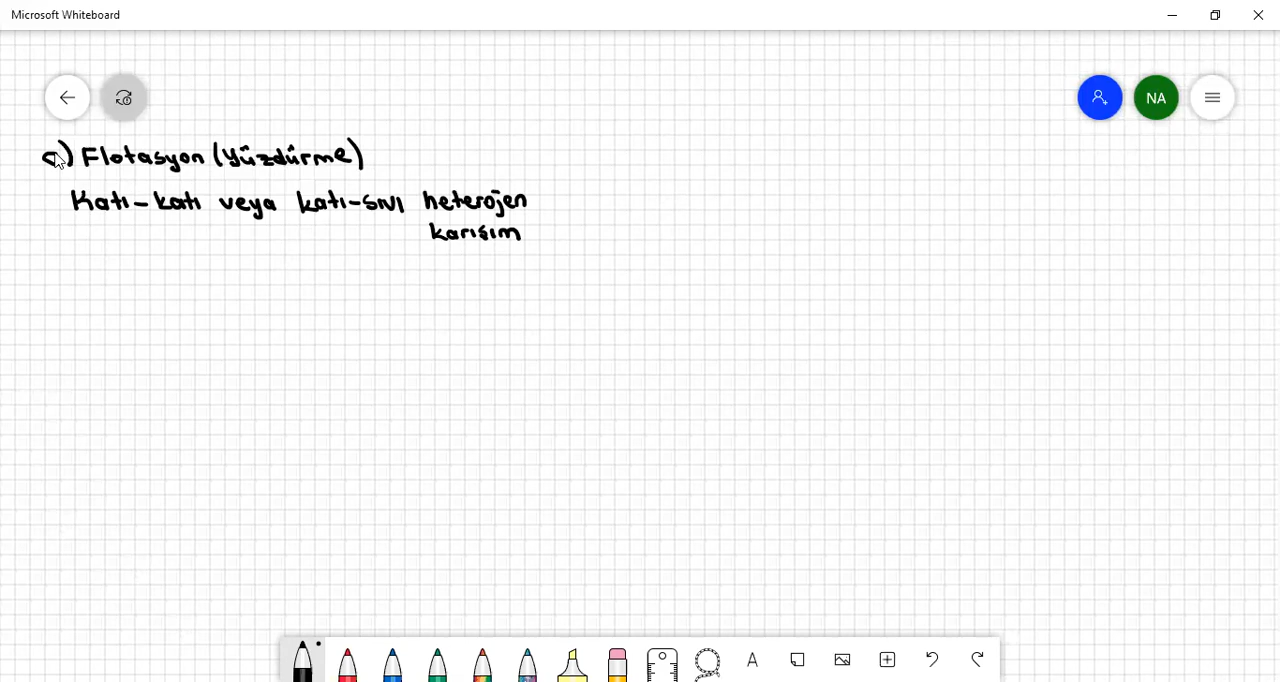 Microsoft Whiteboard
NA
c) Flotasyon (Yüzdürme)
Katı-katı veya katı-sıvı heterojen
karışım
A